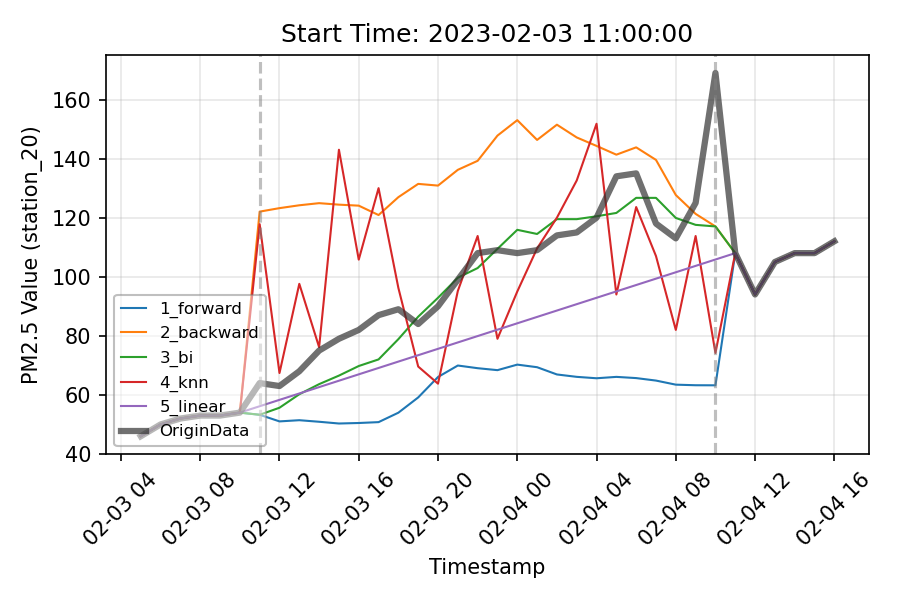 Start Time: 2023-02-03 11:00:00
PM2.5 Value (station_20)
160
140
120
100
80
60
40
1_forward
2_backward
3_bi
4_knn
5_linear
OriginData
02-03 04
02-03 08
02-03 12
02-03 16
02-03 20
02-04 00
02-04 04
02-04 08
02-04 12
02-04 16
Timestamp